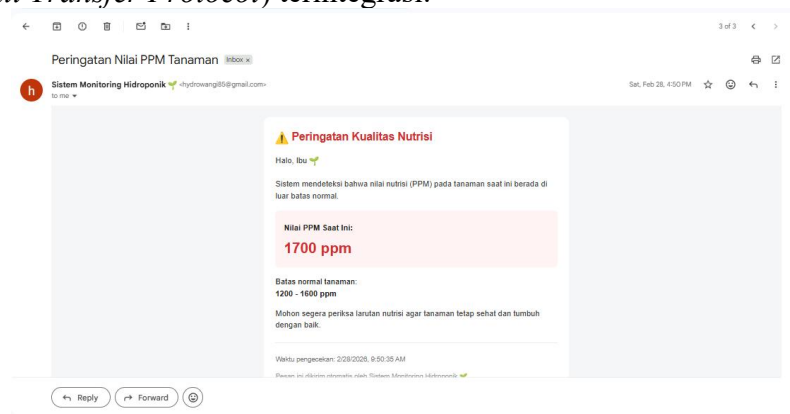 Transfer Protocol) terintegrasi.
3 of 3
Peringatan Nilai PPM Tanaman Inbox x
h
Sistem Monitoring Hidroponik 🌱 <hydrowangi85@gmail.com>
Sat, Feb 28, 4:50 PM
to me
⚠️ Peringatan Kualitas Nutrisi
Halo, Ibu 🌱
Sistem mendeteksi bahwa nilai nutrisi (PPM) pada tanaman saat ini berada di
luar batas normal.
Nilai PPM Saat Ini:
1700 ppm
Batas normal tanaman:
1200 - 1600 ppm
Mohon segera periksa larutan nutrisi agar tanaman tetap sehat dan tumbuh
dengan baik.
Waktu pengecekan: 2/28/2026, 9:50:35 AM
Pesan ini dikirim otomatis oleh Sistem Monitoring Hidroponik 🌱
Reply
Forward